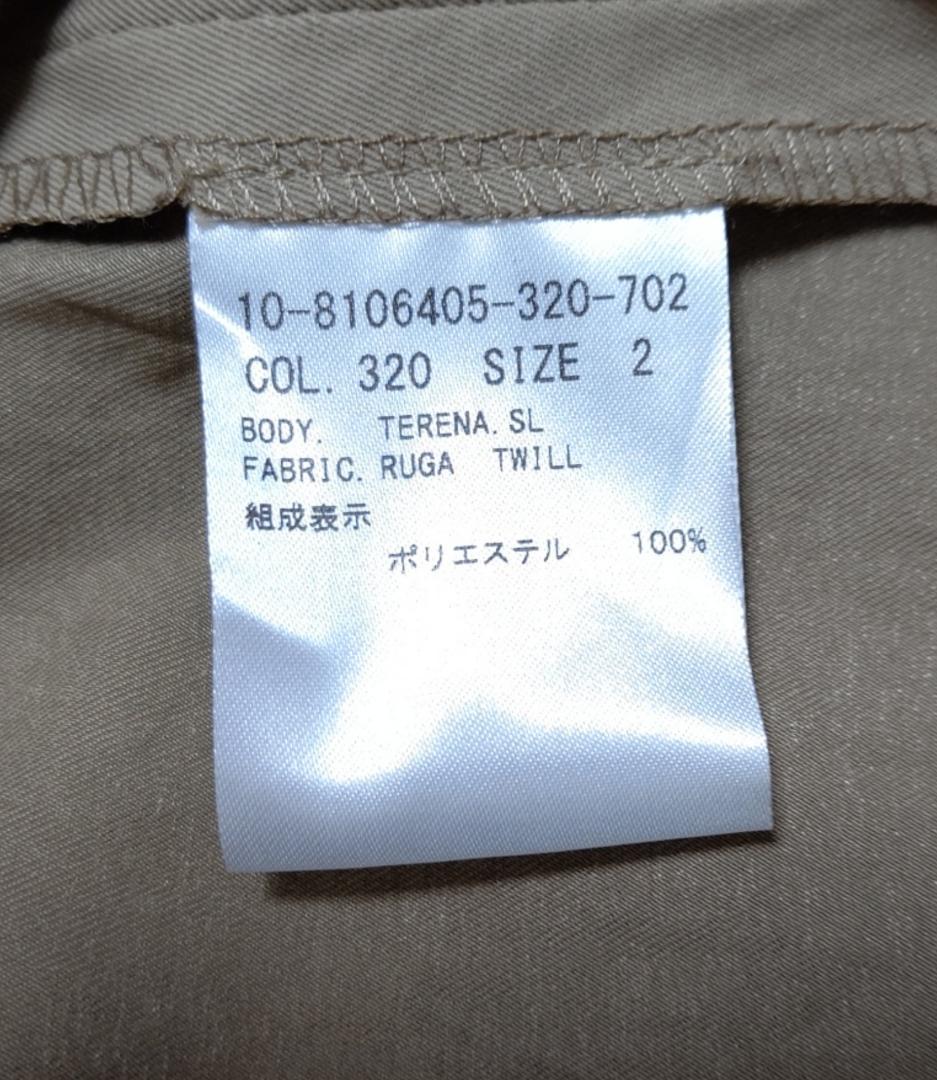 10-8106405-320-702
COL. 320 SIZE 2
BODY. TERENA. SL
FABRIC. RUGA TWILL
組成表示
ポリエステル 100%